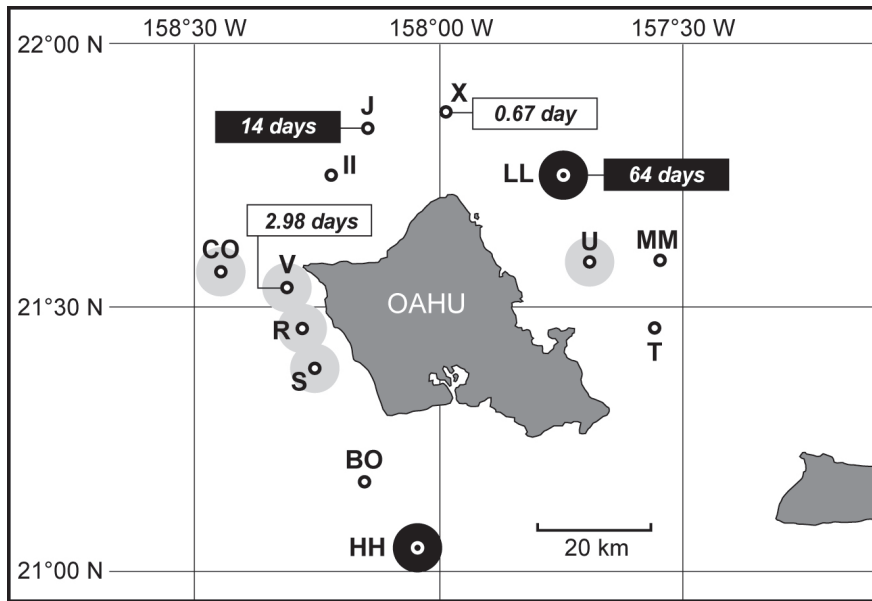 158°30' W
158°00' W
157°30' W
22°00' N
J
X
14 days
0.67 day
II
LL
64 days
2.98 days
CO
V
U
MM
21°30' N
OAHU
R
T
S
BO
HH
20 km
21°00' N